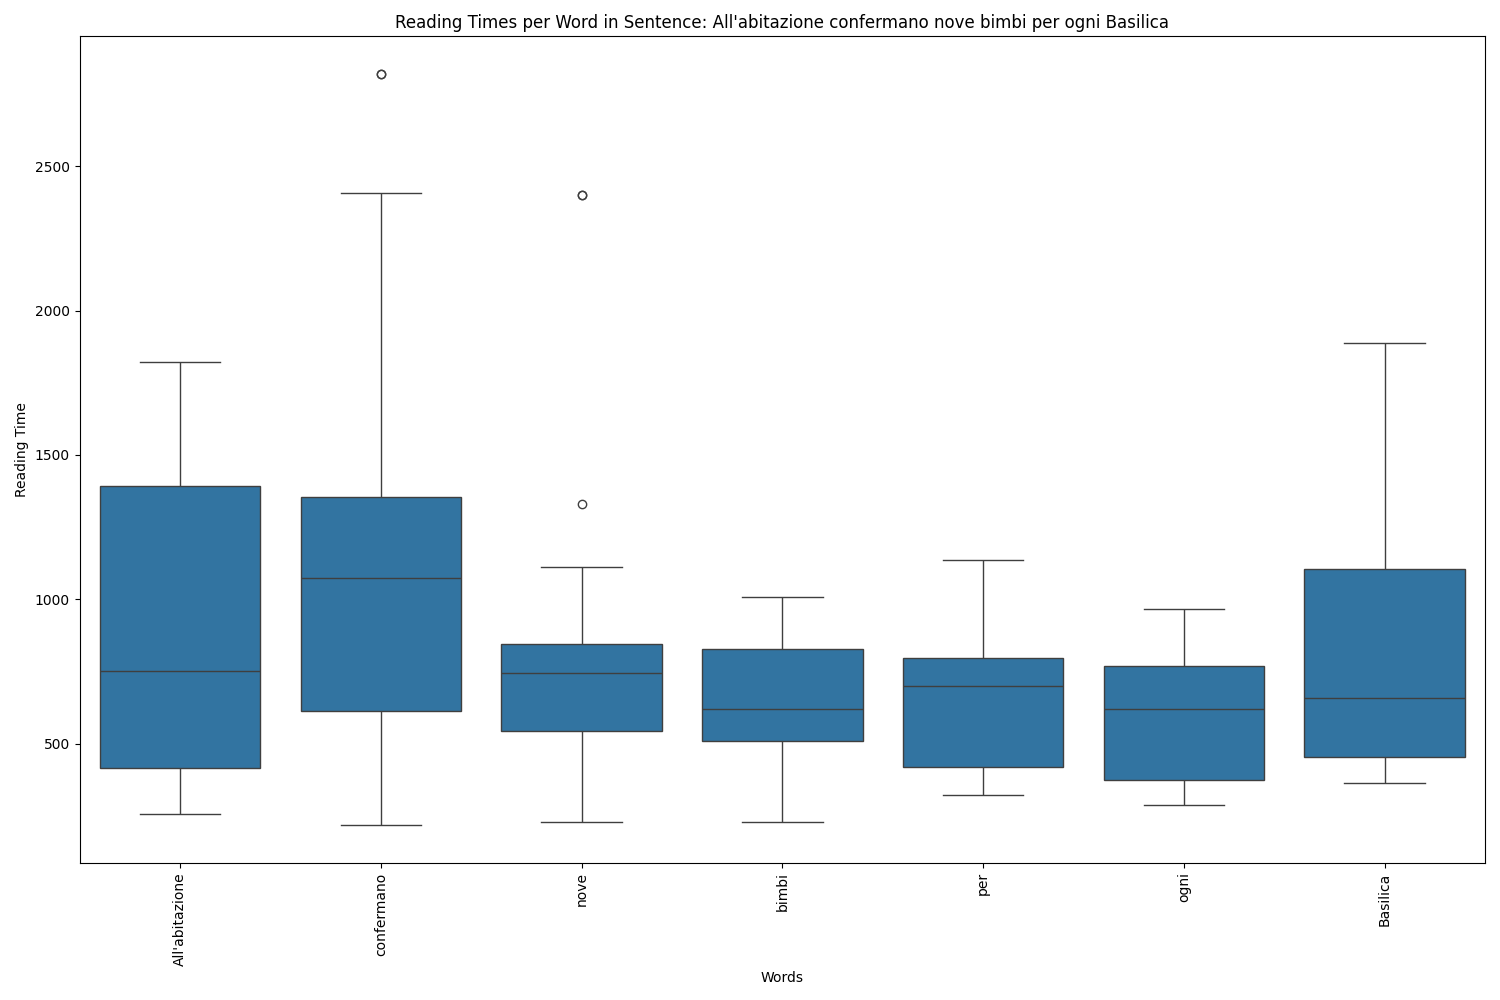 Reading Times per Word in Sentence: All'abitazione confermano nove bimbi per ogni Basilica
Reading Time
2500
2000
1500
1000
500
All'abitazione
confermano
nove
bimbi
per
ogni
Basilica
Words